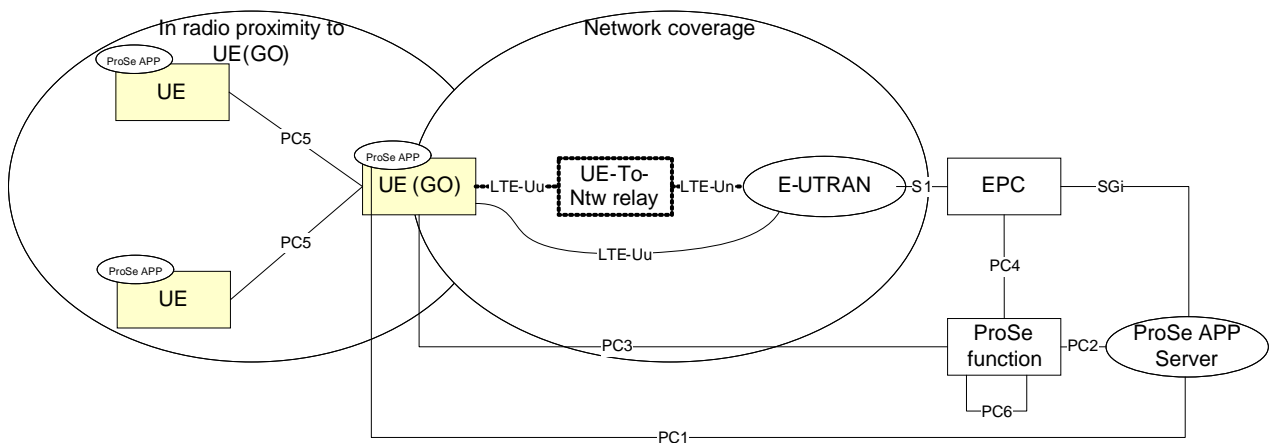 In radio proximity to
UE(GO)
Network coverage
ProSe APP
UE
PC5
ProSe APP
UE (GO)
LTE-Uu
UE-To-
Ntw relay
LTE-Un
E-UTRAN
S1
EPC
SGi
PC5
LTE-Uu
PC4
ProSe APP
UE
PC3
ProSe
function
PC2
ProSe APP
Server
PC6
PC1